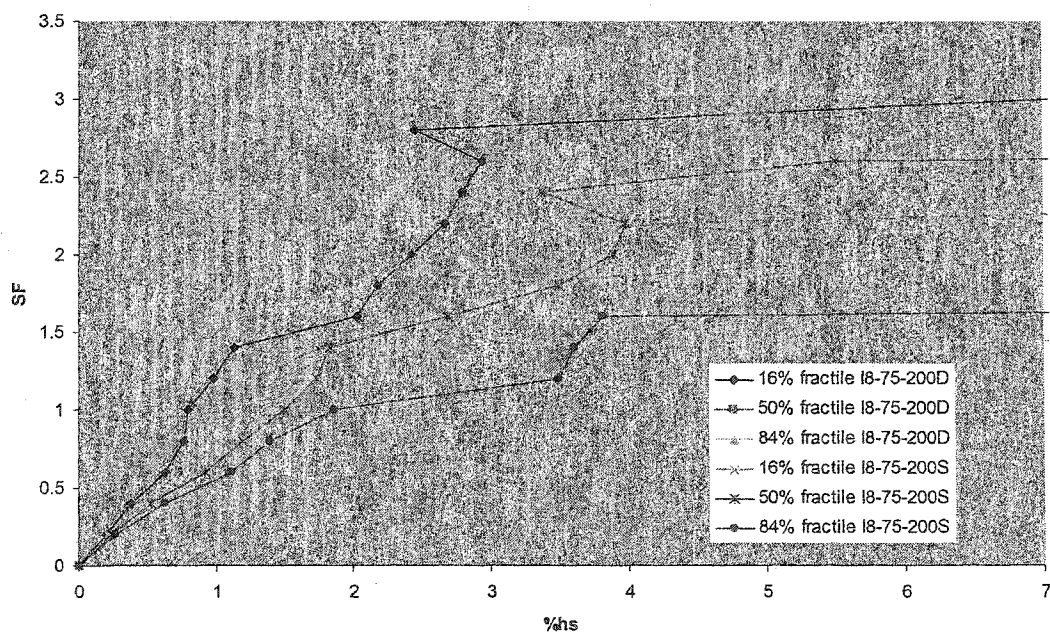 3.5
3
2.5
2
1.5
1
0.5
0
SF
0 1 2 3 4 5 6 7
%hs
16% fractile I8-75-200D
50% fractile I8-75-200D
84% fractile I8-75-200D
16% fractile I8-75-200S
50% fractile I8-75-200S
84% fractile I8-75-200S